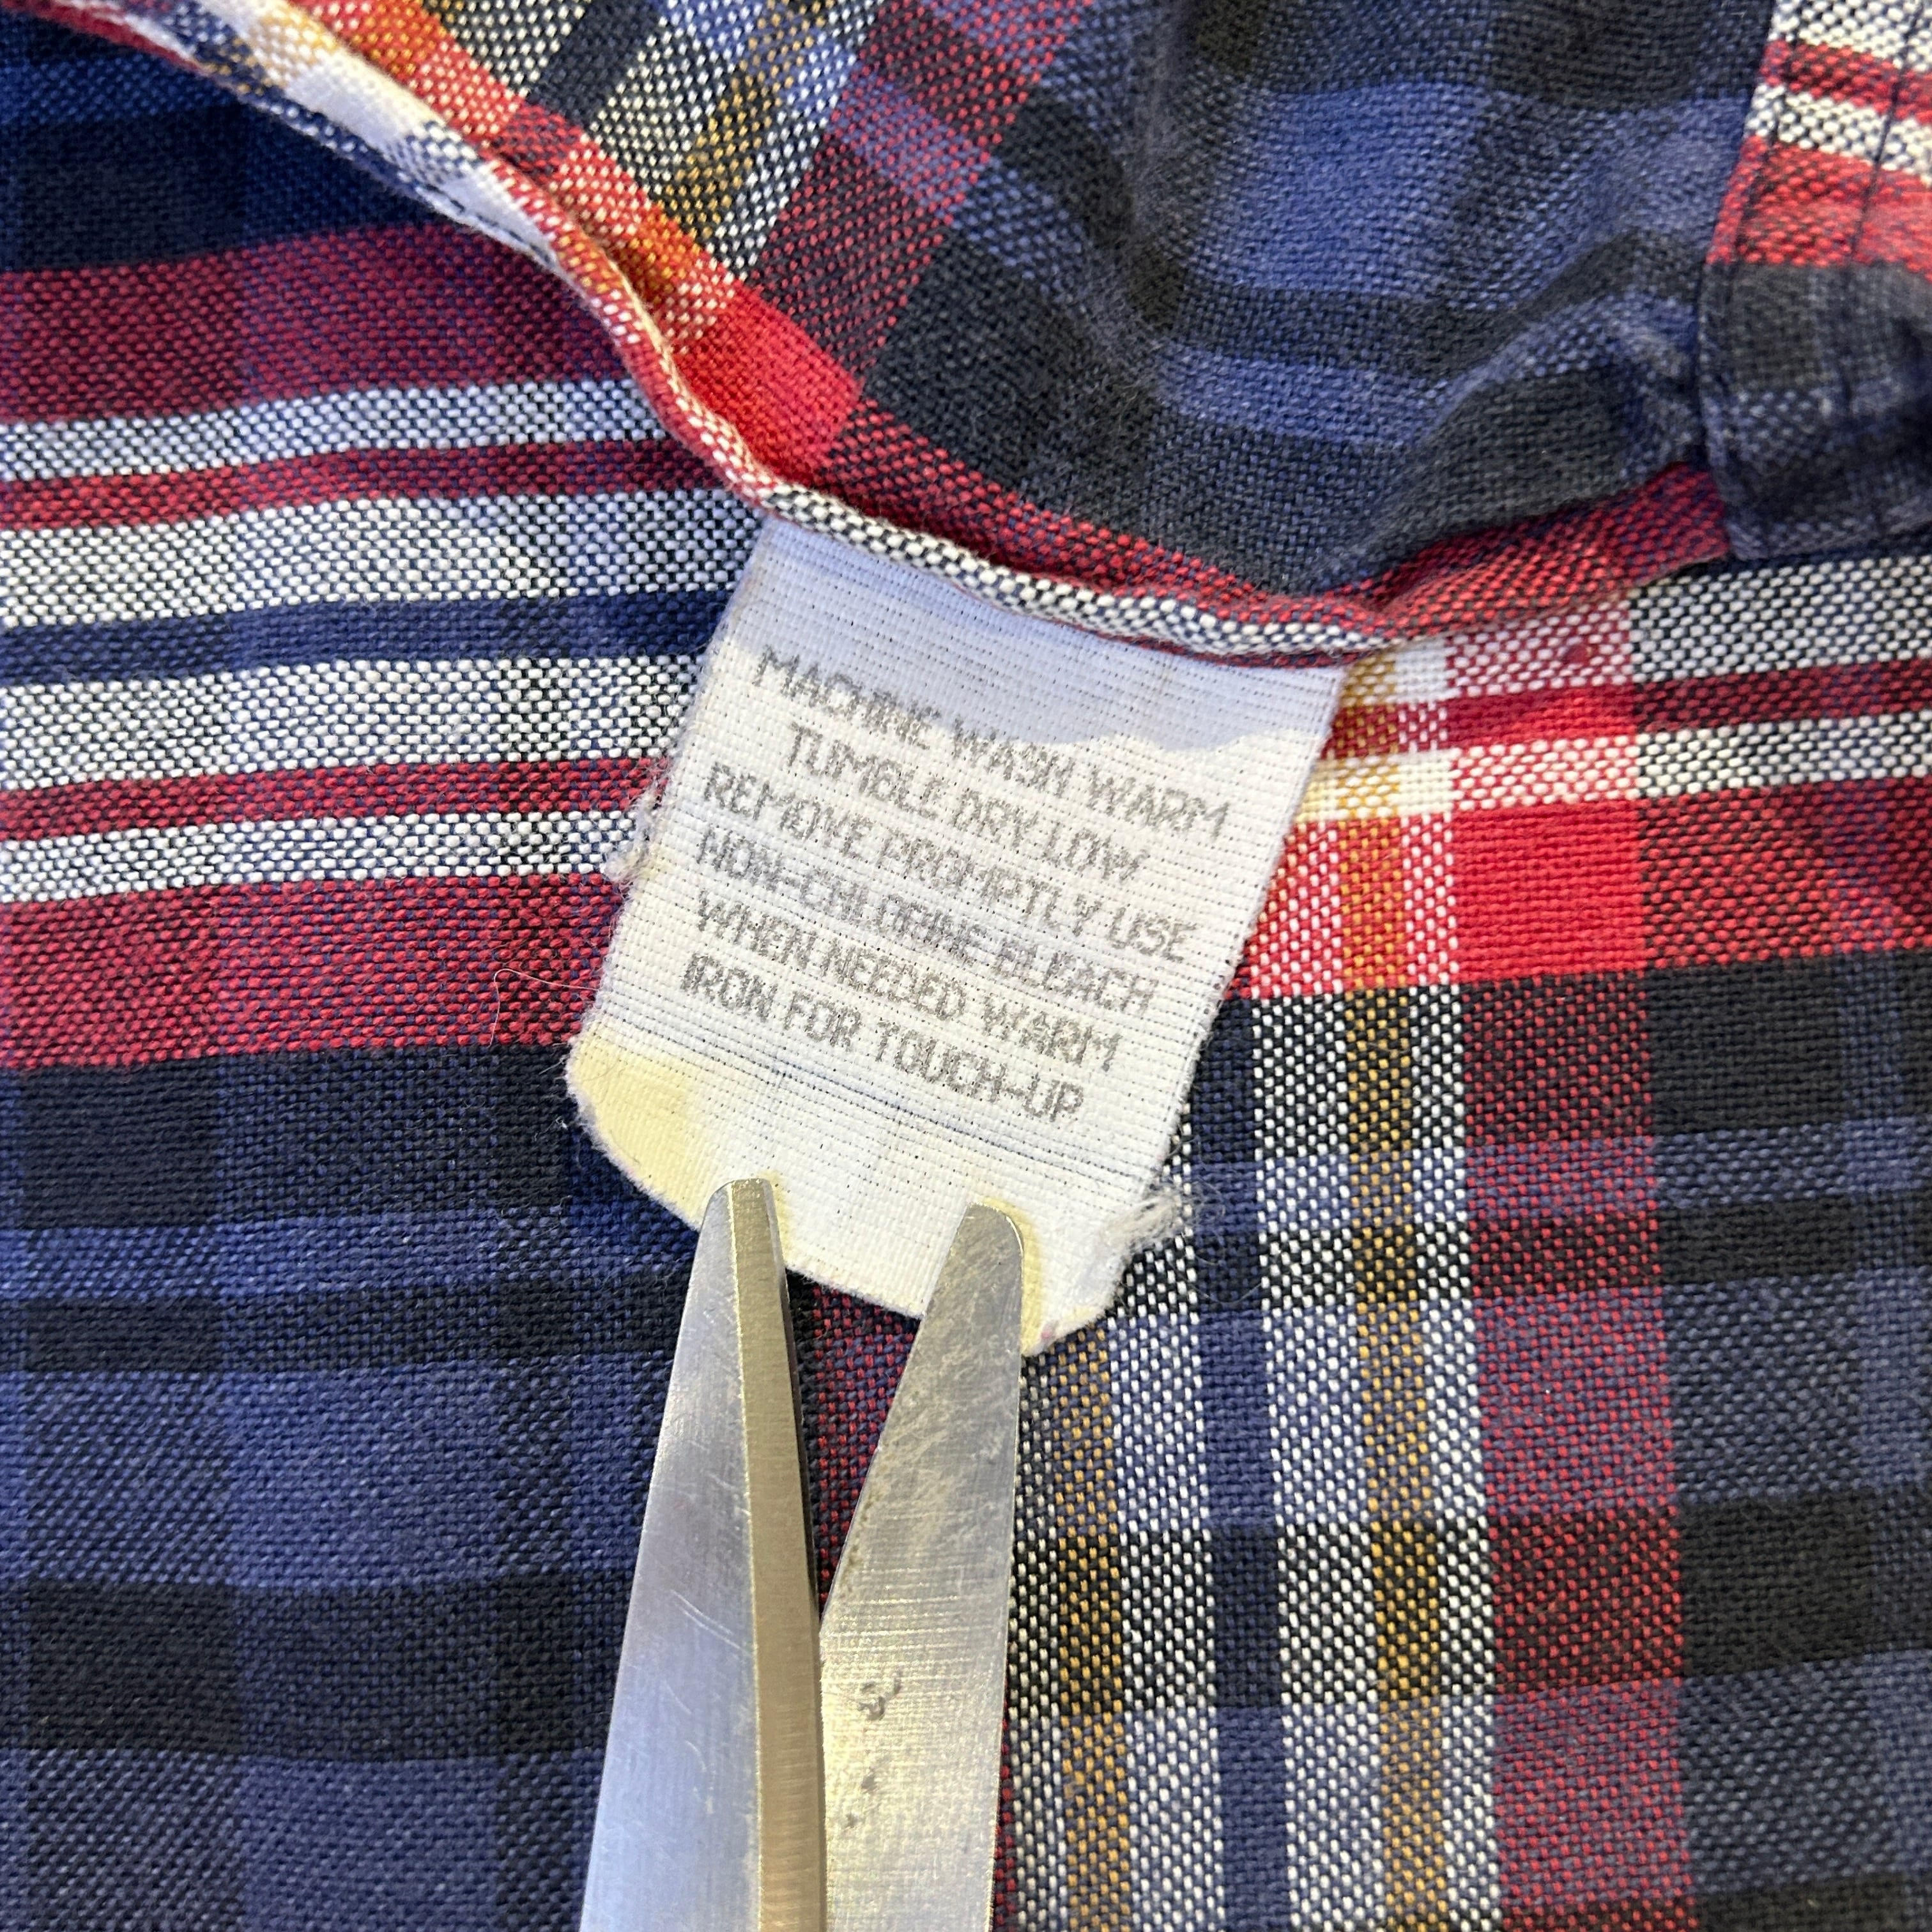 MACHINE WASH WARM
TUMBLE DRY LOW,
REMOVE PROMPTLY USE
NON-CHLORINE BLEACH
WHEN NEEDED WARM
IRON FOR TOUCH-UP